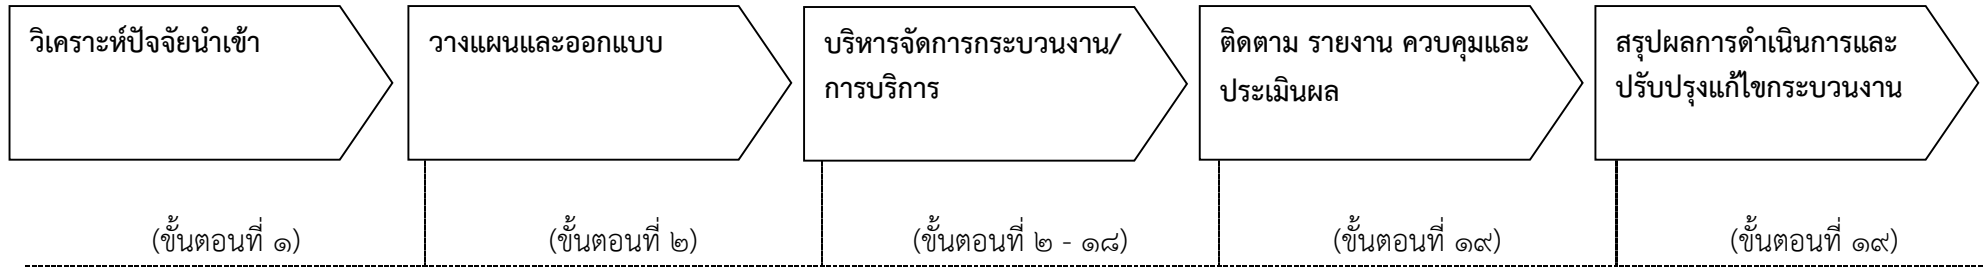 วิเคราะห์ปัจจัยนำเข้า
วางแผนและออกแบบ
บริหารจัดการกระบวนงาน/
การบริการ
ติดตาม รายงาน ควบคุมและ
ประเมินผล
สรุปผลการดำเนินการและ
ปรับปรุงแก้ไขกระบวนงาน
(ขั้นตอนที่ ๑)
(ขั้นตอนที่ ๒)
(ขั้นตอนที่ ๒ - ๑๘)
(ขั้นตอนที่ ๑๙)
(ขั้นตอนที่ ๑๙)